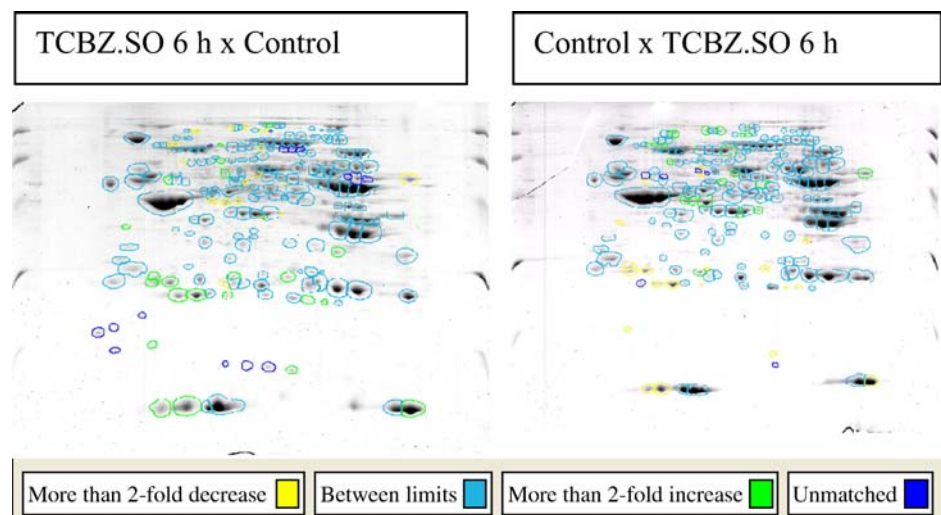 TCBZ.SO 6 h x Control
Control x TCBZ.SO 6 h
More than 2-fold decrease
Between limits
More than 2-fold increase
Unmatched